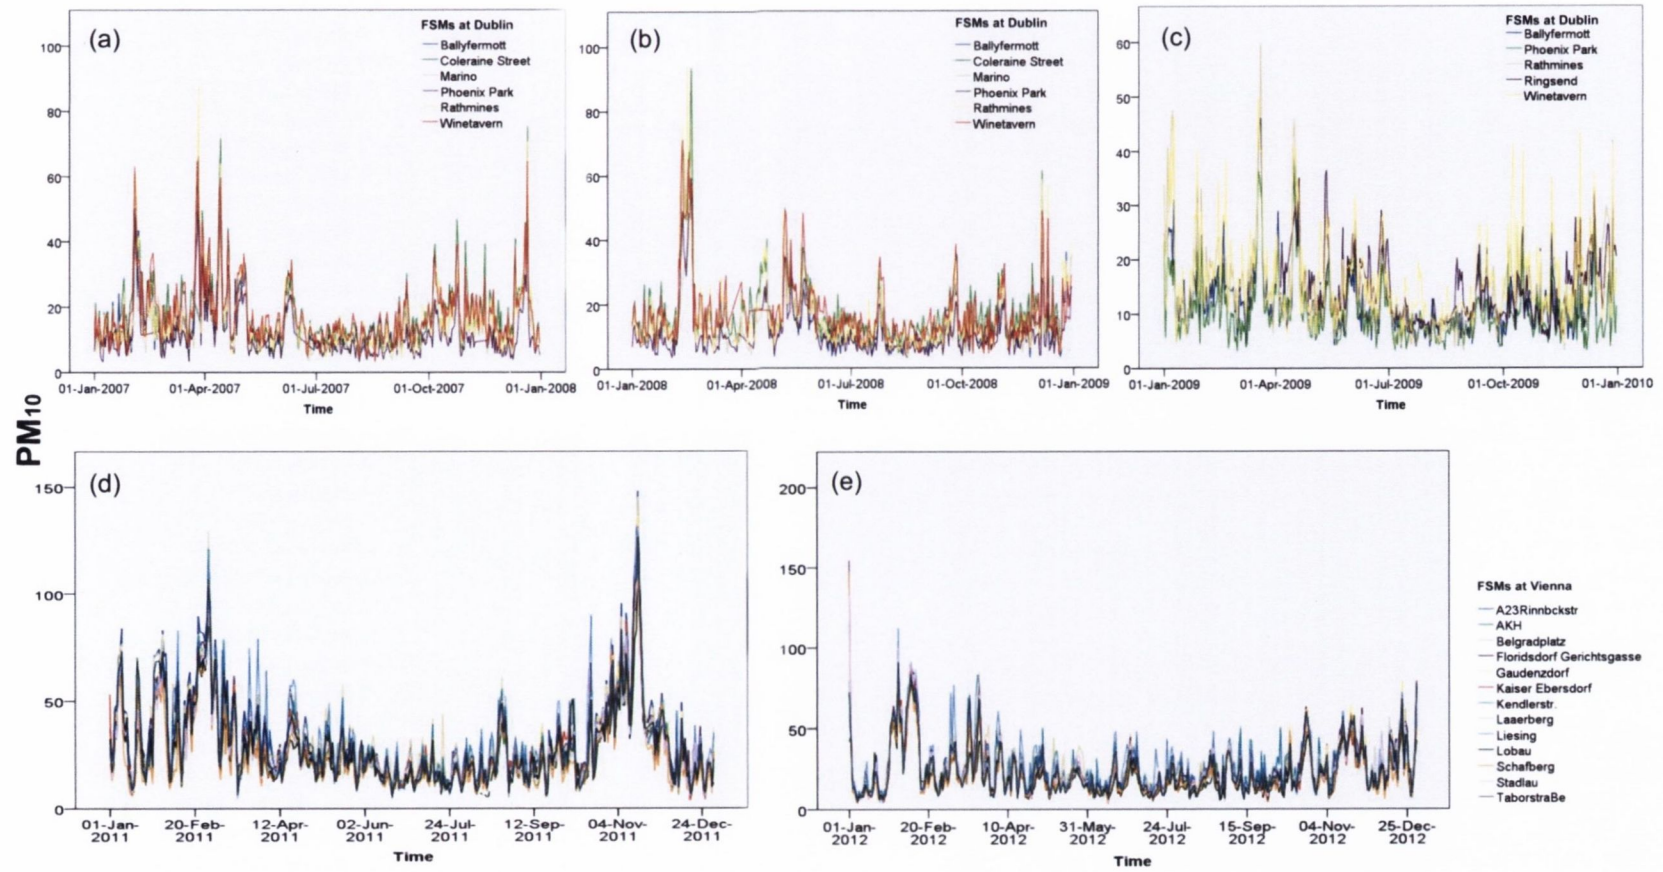 PM10
(a)
FSMs at Dublin
Ballyfermott
Coleraine Street
Marino
Phoenix Park
Rathmines
Winetavern
100
80
60
40
20
0
01-Jan-2007
01-Apr-2007
01-Jul-2007
01-Oct-2007
01-Jan-2008
Time
(b)
FSMs at Dublin
Ballyfermott
Coleraine Street
Marino
Phoenix Park
Rathmines
Winetavern
100
80
60
40
20
0
01-Jan-2008
01-Apr-2008
01-Jul-2008
01-Oct-2008
01-Jan-2009
Time
(c)
FSMs at Dublin
Ballyfermott
Phoenix Park
Rathmines
Ringsend
Winetavern
60
50
40
30
20
10
0
01-Jan-2009
01-Apr-2009
01-Jul-2009
01-Oct-2009
01-Jan-2010
Time
(d)
150
100
50
0
01-Jan-
2011
20-Feb-
2011
12-Apr-
2011
02-Jun-
2011
24-Jul-
2011
12-Sep-
2011
04-Nov-
2011
24-Dec-
2011
Time
(e)
200
150
100
50
0
01-Jan-
2012
20-Feb-
2012
10-Apr-
2012
31-May-
2012
24-Jul-
2012
15-Sep-
2012
04-Nov-
2012
25-Dec-
2012
Time
FSMs at Vienna
A23Rinnbckstr
AKH
Belgradplatz
Floridsdorf Gerichtsgasse
Gaudenzdorf
Kaiser Ebersdorf
Kendlerstr.
Laaerberg
Liesing
Lobau
Schafberg
Stadlau
TaborstraBe